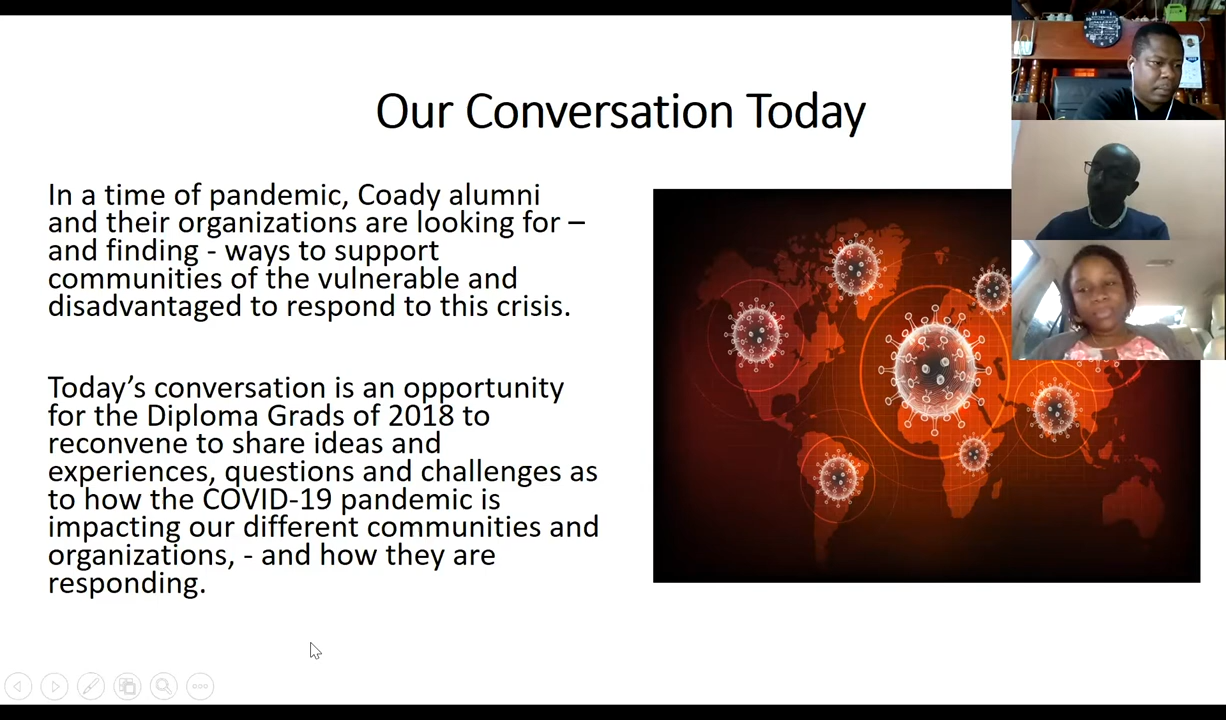 Our Conversation Today
In a time of pandemic, Coady alumni
and their organizations are looking for –
and finding - ways to support
communities of the vulnerable and
disadvantaged to respond to this crisis.
Today’s conversation is an opportunity
for the Diploma Grads of 2018 to
reconvene to share ideas and
experiences, questions and challenges as
to how the COVID-19 pandemic is
impacting our different communities and
organizations, - and how they are
responding.